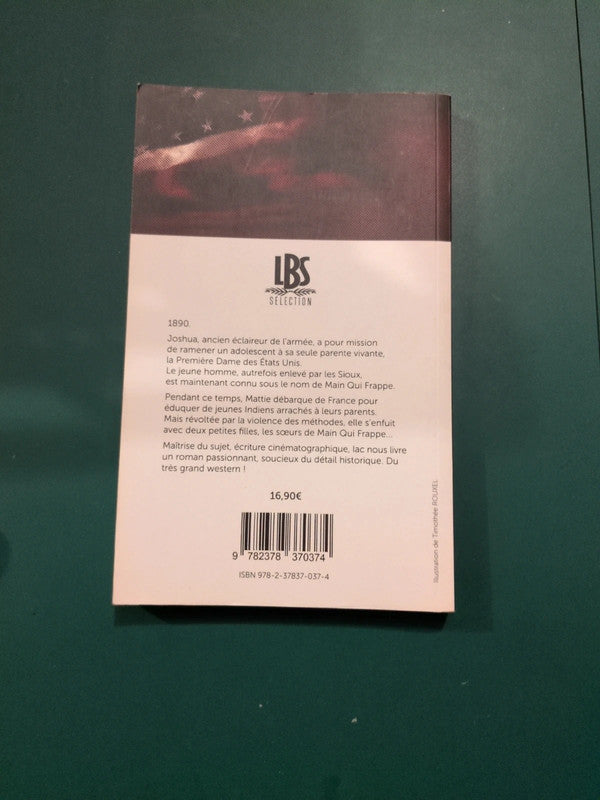 LBS
SÉLECTION
1890.
Joshua, ancien éclaireur de l'armée, a pour mission
de ramener un adolescent à sa seule parente vivante,
la Première Dame des États Unis.
Le jeune homme, autrefois enlevé par les Sioux,
est maintenant connu sous le nom de Main Qui Frappe.
Pendant ce temps, Mattie débarque de France pour
éduquer de jeunes Indiens arrachés à leurs parents.
Mais révoltée par la violence des méthodes, elle s'enfuit
avec deux petites filles, les sœurs de Main Qui Frappe...
Maîtrise du sujet, écriture cinématographique, Iac nous livre
un roman passionnant, soucieux du détail historique. Du
très grand western !
16,90€
9 782378 370374
ISBN 978-2-37837-037-4
Illustration de Timothée ROUXEL